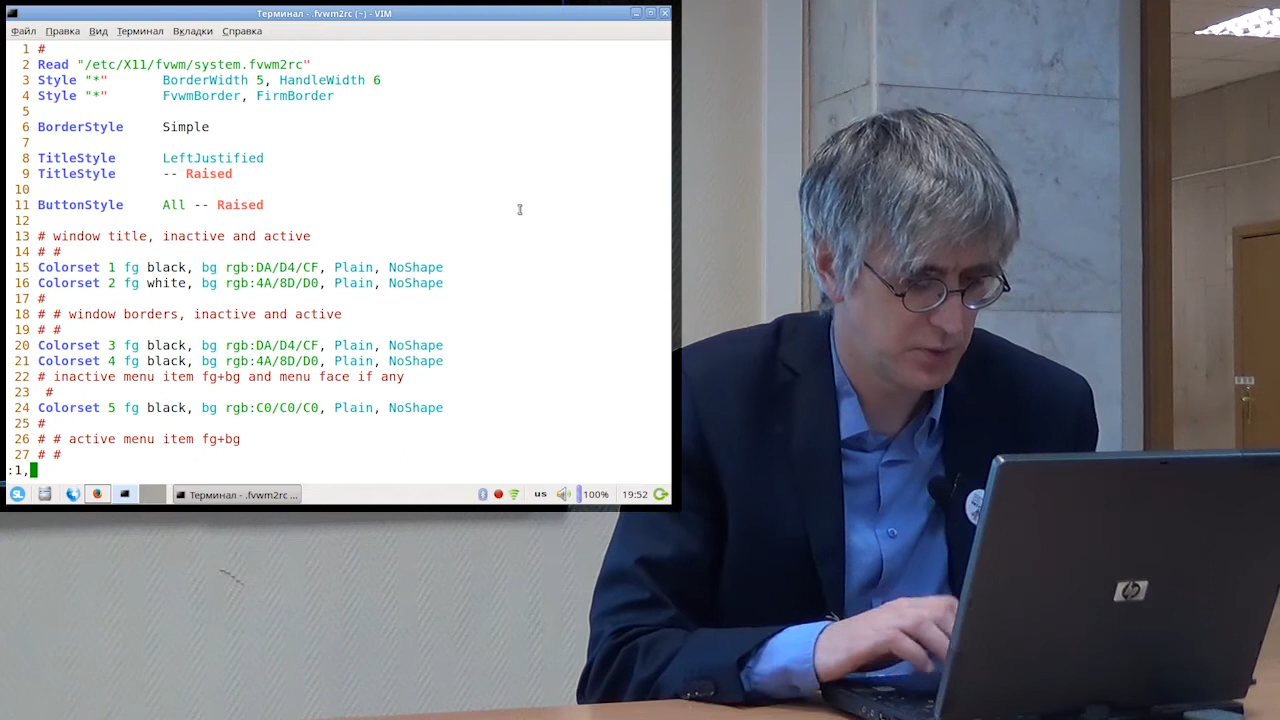 Терминал - .fvwm2rc (~) - VIM
Файл Правка Вид Терминал Вкладки Справка
1 #
2 Read "/etc/X11/fvwm/system.fvwm2rc"
3 Style "*" BorderWidth 5, HandleWidth 6
4 Style "*" FvwmBorder, FirmBorder
5
6 BorderStyle Simple
7
8 TitleStyle LeftJustified
9 TitleStyle -- Raised
10
11 ButtonStyle All -- Raised
12
13 # window title, inactive and active
14 # #
15 Colorset 1 fg black, bg rgb:DA/D4/CF, Plain, NoShape
16 Colorset 2 fg white, bg rgb:4A/8D/D0, Plain, NoShape
17 #
18 # # window borders, inactive and active
19 # #
20 Colorset 3 fg black, bg rgb:DA/D4/CF, Plain, NoShape
21 Colorset 4 fg black, bg rgb:4A/8D/D0, Plain, NoShape
22 # inactive menu item fg+bg and menu face if any
23 #
24 Colorset 5 fg black, bg rgb:C0/C0/C0, Plain, NoShape
25 #
26 # # active menu item fg+bg
27 # #
:1,
SL Терминал - .fvwm2rc ... us 100% 19:52
hp